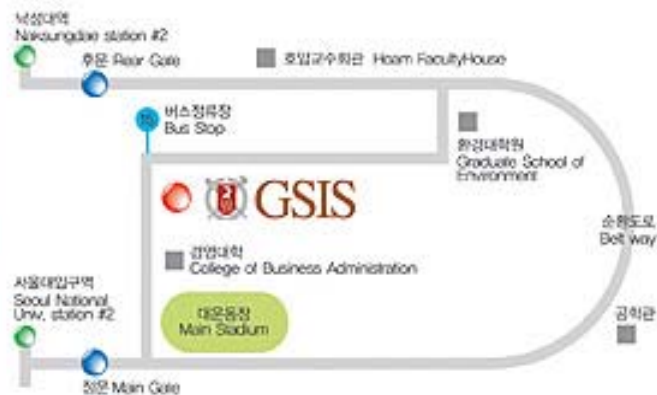 낙성대역
Naksungdae station #2
후문 Rear Gate
호암교수회관 Hoam FacultyHouse
버스정류장
Bus Stop
환경대학원
Graduate School of
Environment
GSIS
순환도로
Belt way
경영대학
College of Business Administration
서울대입구역
Seoul National
Univ. station #2
대운동장
Main Stadium
공학관
정문 Main Gate